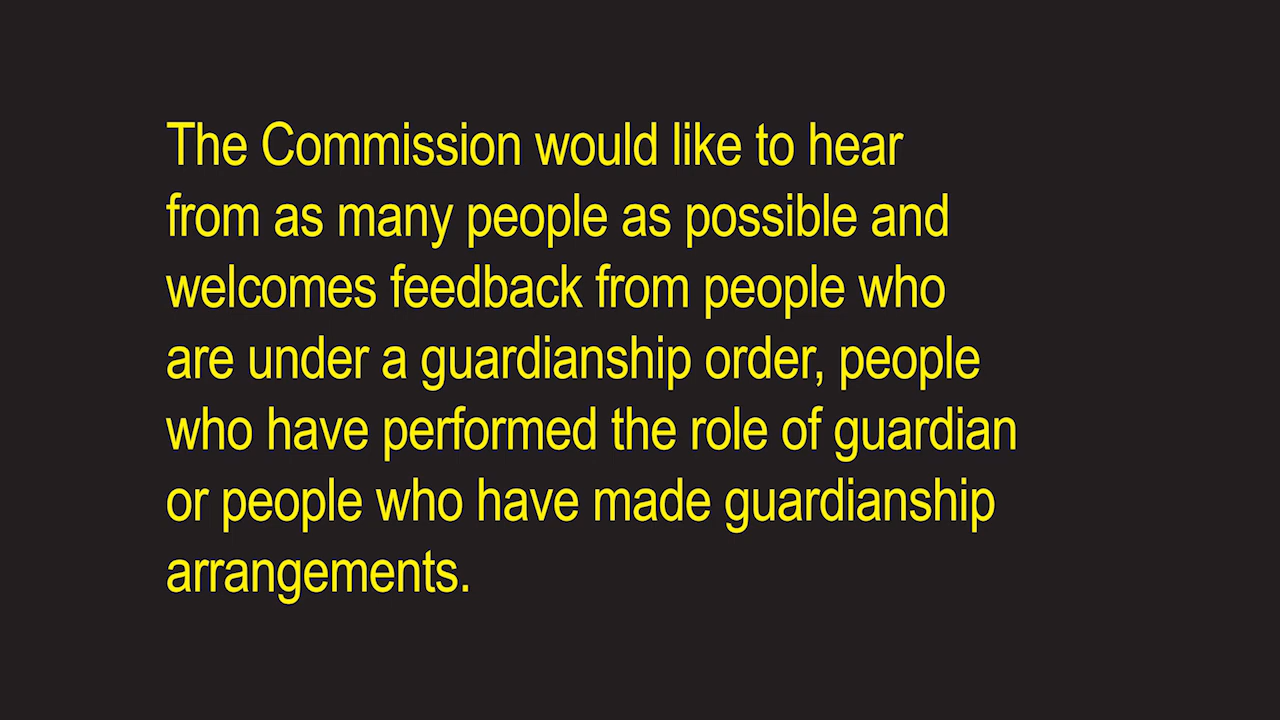 The Commission would like to hear
from as many people as possible and
welcomes feedback from people who
are under a guardianship order, people
who have performed the role of guardian
or people who have made guardianship
arrangements.